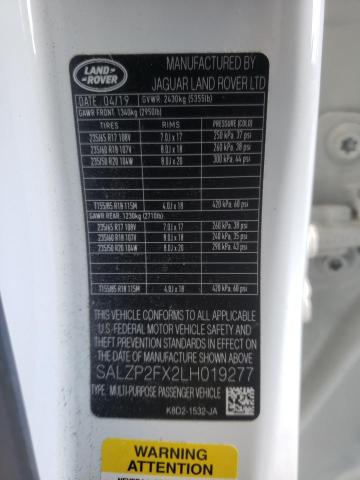 LAND-
ROVER
MANUFACTURED BY
JAGUAR LAND ROVER LTD
DATE 04/19 GVWR 2430kg (5355lb)
GAWR FRONT 1340kg (2950lb)
TIRES RIMS PRESSURE (COLD)
235/65 R17 108V 7.0J x 17 250 kPa, 37 psi
235/60 R18 107V 8.0J x 18 260 kPa, 38 psi
235/50 R20 104W 8.0J x 20 300 kPa, 44 psi
T155/85 R18 115M 4.0J x 18 420 kPa, 60 psi
GAWR REAR 1230kg (2710lb)
235/65 R17 108V 7.0J x 17 260 kPa, 38 psi
235/60 R18 107V 8.0J x 18 240 kPa, 35 psi
235/50 R20 104W 8.0J x 20 290 kPa, 42 psi
T155/85 R18 115M 4.0J x 18 420 kPa, 60 psi
THIS VEHICLE CONFORMS TO ALL APPLICABLE
U.S. FEDERAL MOTOR VEHICLE SAFETY AND
THEFT PREVENTION STANDARDS IN EFFECT ON
THE DATE OF MANUFACTURE SHOWN ABOVE
SALZP2FX2LH019277
TYPE: MULTI-PURPOSE PASSENGER VEHICLE
K8D2-1532-JA
WARNING
ATTENTION